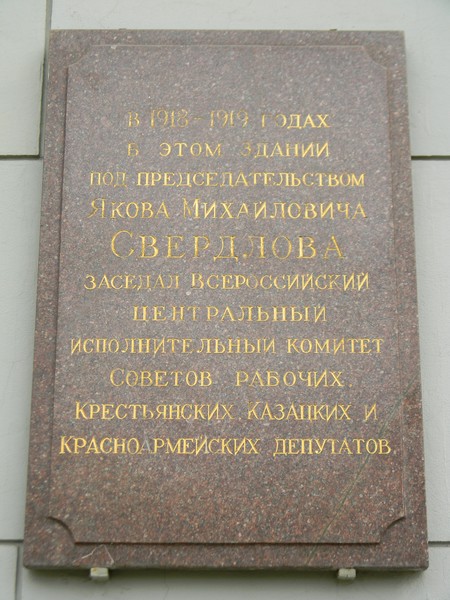 В 1918-1919 ГОДАХ
В ЭТОМ ЗДАНИИ
ПОД ПРЕДСЕДАТЕЛЬСТВОМ
ЯКОВА МИХАЙЛОВИЧА
СВЕРДЛОВА
ЗАСЕДАЛ ВСЕРОССИЙСКИЙ
ЦЕНТРАЛЬНЫЙ
ИСПОЛНИТЕЛЬНЫЙ КОМИТЕТ
СОВЕТОВ РАБОЧИХ,
КРЕСТЬЯНСКИХ КАЗАЦКИХ И
КРАСНОАРМЕЙСКИХ ДЕПУТАТОВ.